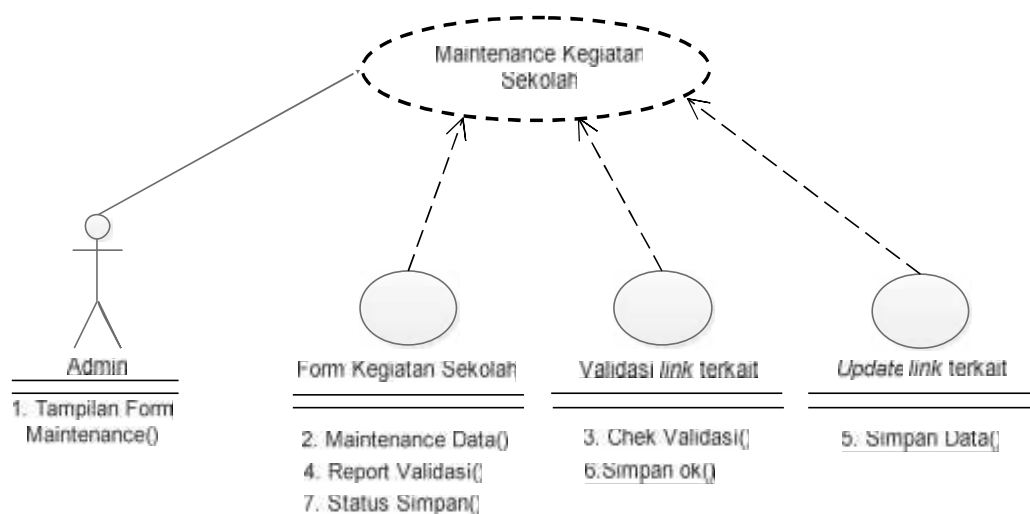 Maintenance Kegiatan
Sekolah
Admin
1. Tampilan Form
Maintenance()
Form Kegiatan Sekolah
2. Maintenance Data()
4. Report Validasi()
7. Status Simpan()
Validasi link terkait
3. Chek Validasi()
6.Simpan ok()
Update link terkait
5. Simpan Data()